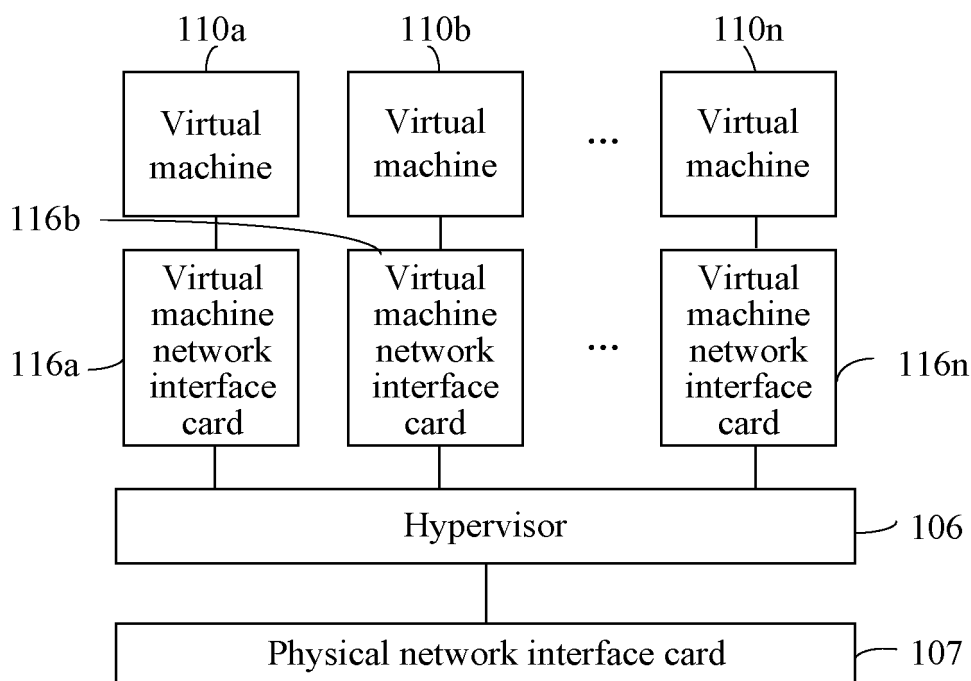 110a
110b
110n
Virtual
machine
Virtual
machine
...
Virtual
machine
116b
Virtual
machine
network
interface
card
Virtual
machine
network
interface
card
...
Virtual
machine
network
interface
card
116a
116n
Hypervisor
106
Physical network interface card
107